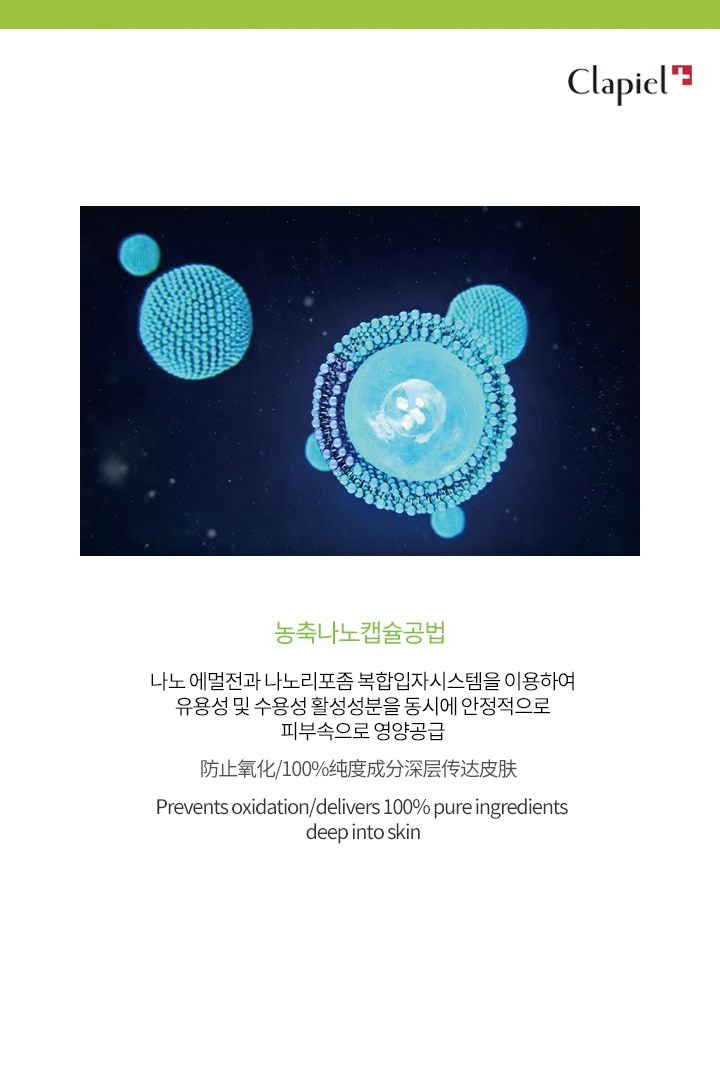 Clapiel
농축나노캡슐공법
나노 에멀전과 나노리포좀 복합입자시스템을 이용하여
유용성 및 수용성 활성성분을 동시에 안정적으로
피부속으로 영양공급
防止氧化/100%纯度成分深层传达皮肤
Prevents oxidation/delivers 100% pure ingredients
deep into skin